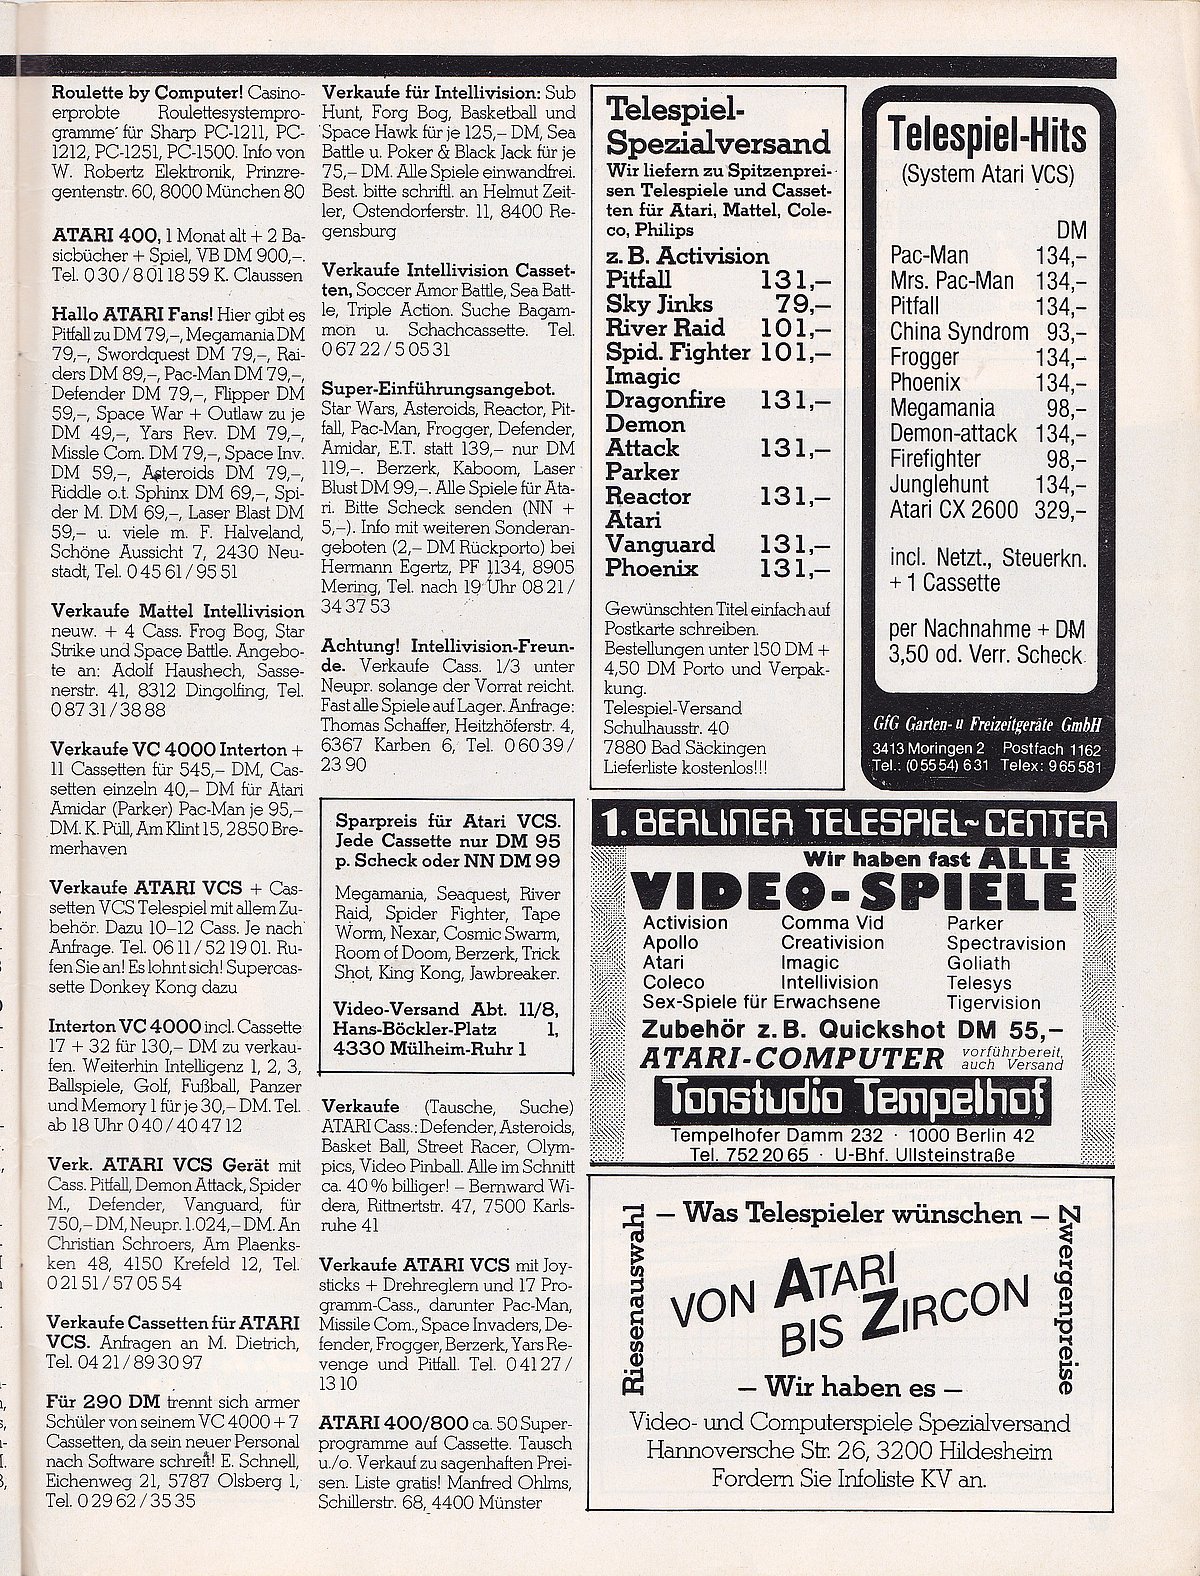 Roulette by Computer! Casino-
erprobte Roulettesystempro-
gramme für Sharp PC-1211, PC-
1212, PC-1251, PC-1500. Info von
W. Robertz Elektronik, Prinzre-
gentenstr. 60, 8000 München 80
ATARI 400, 1 Monat alt + 2 Ba-
sicbücher + Spiel, VB DM 900,–.
Tel. 0 30 / 8 01 18 59 K. Claussen
Hallo ATARI Fans! Hier gibt es
Pitfall zu DM 79,–, Megamania DM
79,–, Swordquest DM 79,–, Rai-
ders DM 89,–, Pac-Man DM 79,–,
Defender DM 79,–, Flipper DM
59,–, Space War + Outlaw zu je
DM 49,–, Yars Rev. DM 79,–,
Missle Com. DM 79,–, Space Inv.
DM 59,–, Asteroids DM 79,–,
Riddle o.t. Sphinx DM 69,–, Spi-
der M. DM 69,–, Laser Blast DM
59,– u. viele m. F. Halveland,
Schöne Aussicht 7, 2430 Neu-
stadt, Tel. 0 45 61 / 95 51
Verkaufe Mattel Intellivision
neuw. + 4 Cass. Frog Bog, Star
Strike und Space Battle. Angebo-
te an: Adolf Haushech, Sasse-
nerstr. 41, 8312 Dingolfing, Tel.
0 87 31 / 38 88
Verkaufe VC 4000 Interton +
11 Cassetten für 545,– DM, Cas-
setten einzeln 40,– DM für Atari
Amidar (Parker) Pac-Man je 95,–
DM. K. Püll, Am Klint 15, 2850 Bre-
merhaven
Verkaufe ATARI VCS + Cas-
setten VCS Telespiel mit allem Zu-
behör. Dazu 10–12 Cass. Je nach
Anfrage. Tel. 06 11 / 52 19 01. Ru-
fen Sie an! Es lohnt sich! Supercas-
sette Donkey Kong dazu
Interton VC 4000 incl. Cassette
17 + 32 für 130,– DM zu verkau-
fen. Weiterhin Intelligenz 1, 2, 3,
Ballspiele, Golf, Fußball, Panzer
und Memory 1 für je 30,– DM. Tel.
ab 18 Uhr 0 40 / 40 47 12
Verk. ATARI VCS Gerät mit
Cass. Pitfall, Demon Attack, Spider
M., Defender, Vanguard, für
750,– DM, Neupr. 1.024,– DM. An
Christian Schroers, Am Plaenks-
ken 48, 4150 Krefeld 12, Tel.
0 21 51 / 57 05 54
Verkaufe Cassetten für ATARI
VCS. Anfragen an M. Dietrich,
Tel. 04 21 / 89 30 97
Für 290 DM trennt sich armer
Schüler von seinem VC 4000 + 7
Cassetten, da sein neuer Personal
nach Software schreit! E. Schnell,
Eichenweg 21, 5787 Olsberg 1,
Tel. 0 29 62 / 35 35
Verkaufe für Intellivision: Sub
Hunt, Forg Bog, Basketball und
Space Hawk für je 125,– DM, Sea
Battle u. Poker & Black Jack für je
75,– DM. Alle Spiele einwandfrei.
Best. bitte schriftl. an Helmut Zeit-
ler, Ostendorferstr. 11, 8400 Re-
gensburg
Verkaufe Intellivision Casset-
ten, Soccer Amor Battle, Sea Batt-
le, Triple Action. Suche Bagam-
mon u. Schachcassette. Tel.
0 67 22 / 5 05 31
Super-Einführungsangebot.
Star Wars, Asteroids, Reactor, Pit-
fall, Pac-Man, Frogger, Defender,
Amidar, E.T. statt 139,– nur DM
119,–. Berzerk, Kaboom, Laser
Blust DM 99,–. Alle Spiele für Ata-
ri. Bitte Scheck senden (NN +
5,–). Info mit weiteren Sonderan-
geboten (2,– DM Rückporto) bei
Hermann Egertz, PF 1134, 8905
Mering, Tel. nach 19 Uhr 08 21 /
34 37 53
Achtung! Intellivision-Freun-
de. Verkaufe Cass. 1/3 unter
Neupr. solange der Vorrat reicht.
Fast alle Spiele auf Lager. Anfrage:
Thomas Schaffer, Heitzhöferstr. 4,
6367 Karben 6, Tel. 0 60 39 /
23 90
Sparpreis für Atari VCS.
Jede Cassette nur DM 95
p. Scheck oder NN DM 99
Megamania, Seaquest, River
Raid, Spider Fighter, Tape
Worm, Nexar, Cosmic Swarm,
Room of Doom, Berzerk, Trick
Shot, King Kong, Jawbreaker.
Video-Versand Abt. 11/8,
Hans-Böckler-Platz 1,
4330 Mülheim-Ruhr 1
Verkaufe (Tausche, Suche)
ATARI Cass.: Defender, Asteroids,
Basket Ball, Street Racer, Olym-
pics, Video Pinball. Alle im Schnitt
ca. 40 % billiger! – Bernward Wi-
dera, Rittnertstr. 47, 7500 Karls-
ruhe 41
Verkaufe ATARI VCS mit Joy-
sticks + Drehreglern und 17 Pro-
gramm-Cass., darunter Pac-Man,
Missile Com., Space Invaders, De-
fender, Frogger, Berzerk, Yars Re-
venge und Pitfall. Tel. 0 41 27 /
13 10
ATARI 400/800 ca. 50 Super-
programme auf Cassette. Tausch
u./o. Verkauf zu sagenhaften Prei-
sen. Liste gratis! Manfred Ohlms,
Schillerstr. 68, 4400 Münster
Telespiel-
Spezialversand
Wir liefern zu Spitzenprei-
sen Telespiele und Casset-
ten für Atari, Mattel, Cole-
co, Philips
z. B. Activision
Pitfall 131,–
Sky Jinks 79,–
River Raid 101,–
Spid. Fighter 101,–
Imagic
Dragonfire 131,–
Demon
Attack 131,–
Parker
Reactor 131,–
Atari
Vanguard 131,–
Phoenix 131,–
Gewünschten Titel einfach auf
Postkarte schreiben.
Bestellungen unter 150 DM +
4,50 DM Porto und Verpak-
kung.
Telespiel-Versand
Schulhausstr. 40
7880 Bad Säckingen
Lieferliste kostenlos!!!
Telespiel-Hits
(System Atari VCS)
DM
Pac-Man 134,–
Mrs. Pac-Man 134,–
Pitfall 134,–
China Syndrom 93,–
Frogger 134,–
Phoenix 134,–
Megamania 98,–
Demon-attack 134,–
Firefighter 98,–
Junglehunt 134,–
Atari CX 2600 329,–
incl. Netzt., Steuerkn.
+ 1 Cassette
per Nachnahme + DM
3,50 od. Verr. Scheck
GfG Garten- u Freizeitgeräte GmbH
3413 Moringen 2 Postfach 1162
Tel.: (0 55 54) 6 31 Telex: 9 65 581
1. BERLINER TELESPIEL-CENTER
Wir haben fast ALLE
VIDEO-SPIELE
Activision Comma Vid Parker
Apollo Creativision Spectravision
Atari Imagic Goliath
Coleco Intellivision Telesys
Sex-Spiele für Erwachsene Tigervision
Zubehör z. B. Quickshot DM 55,–
ATARI-COMPUTER vorführbereit,
auch Versand
Tonstudio Tempelhof
Tempelhofer Damm 232 · 1000 Berlin 42
Tel. 752 20 65 · U-Bhf. Ullsteinstraße
– Was Telespieler wünschen –
Riesenauswahl
VON ATARI
BIS ZIRCON
Zwergenpreise
– Wir haben es –
Video- und Computerspiele Spezialversand
Hannoversche Str. 26, 3200 Hildesheim
Fordern Sie Infoliste KV an.